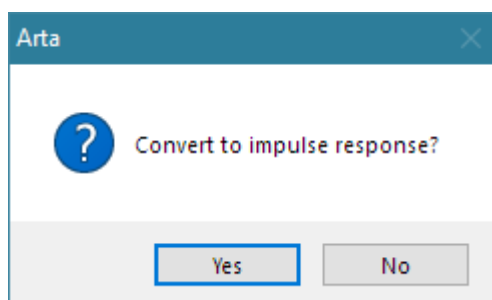 Arta
Convert to impulse response?
Yes
No